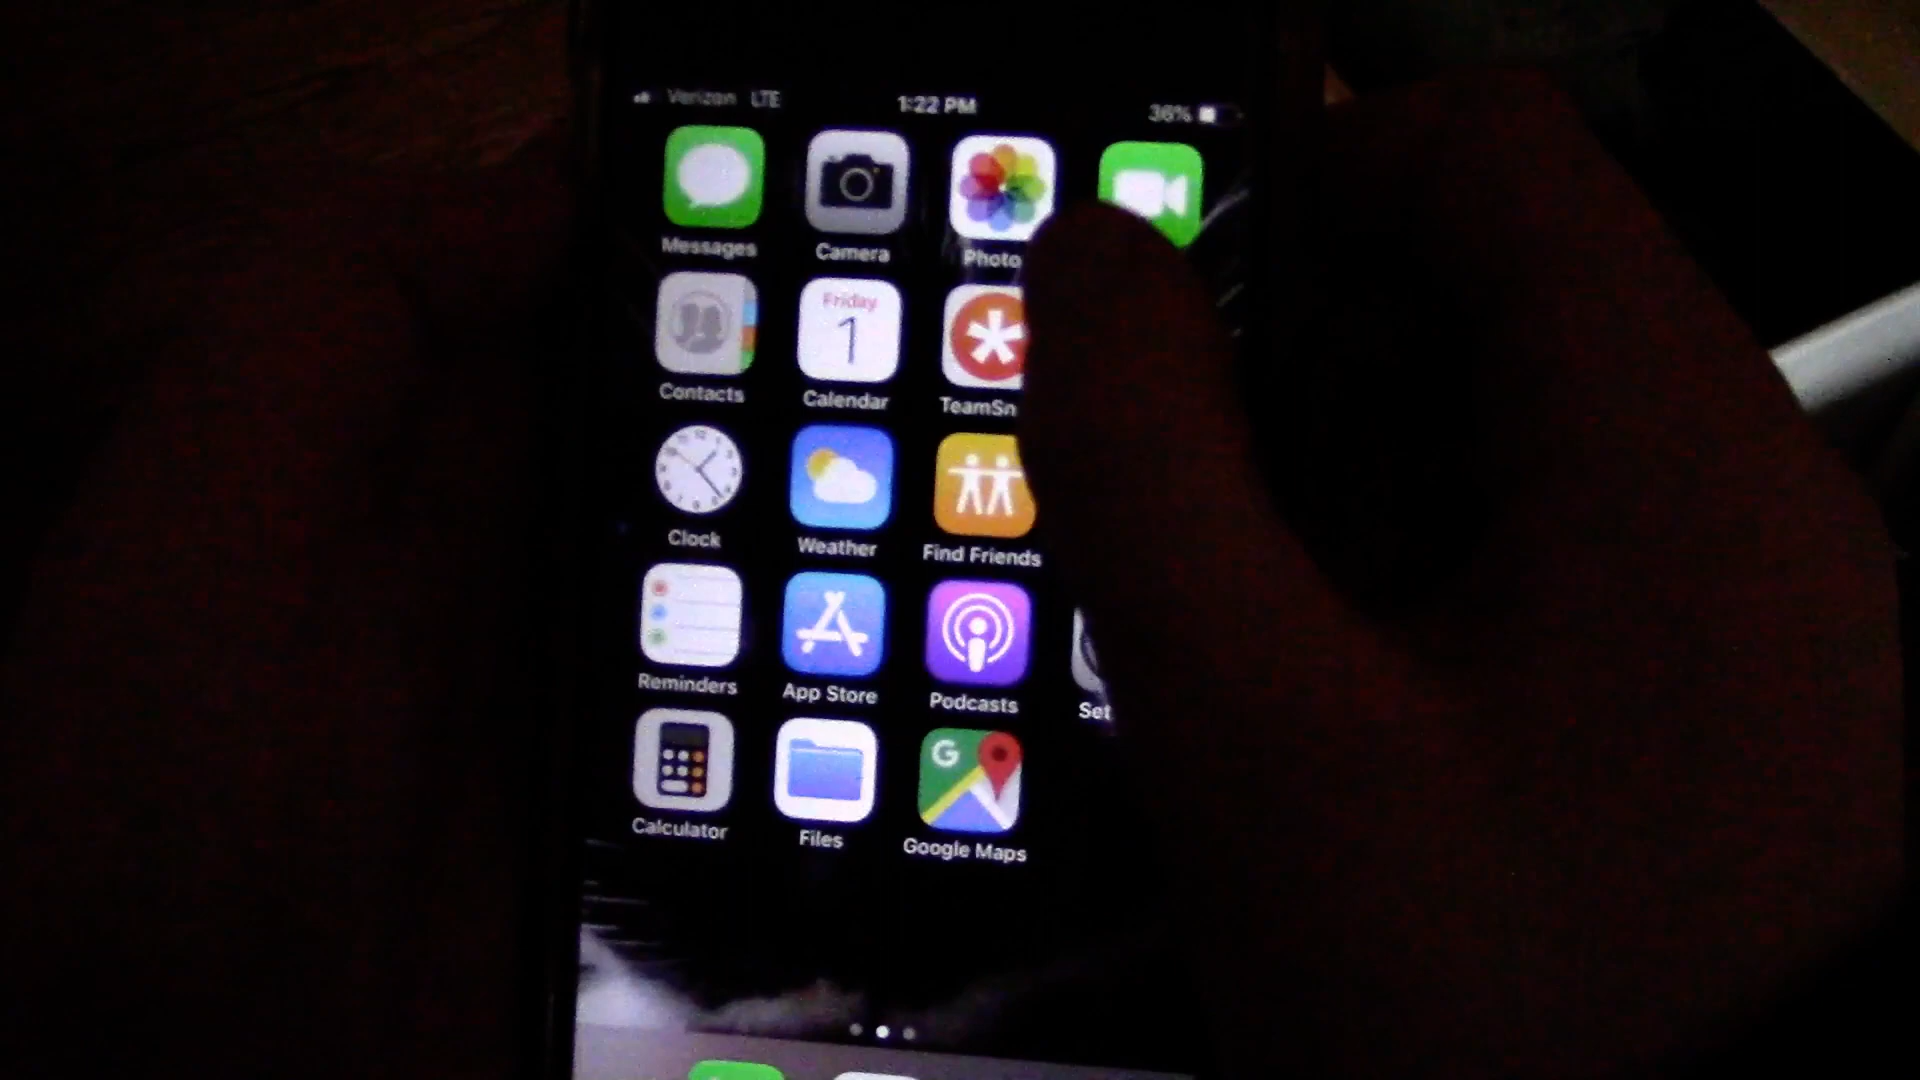 Verizon LTE 1:22 PM 36%
Messages Camera Photo
Friday
1
Contacts Calendar TeamSn
Clock Weather Find Friends
Reminders App Store Podcasts Set
G
Calculator Files Google Maps